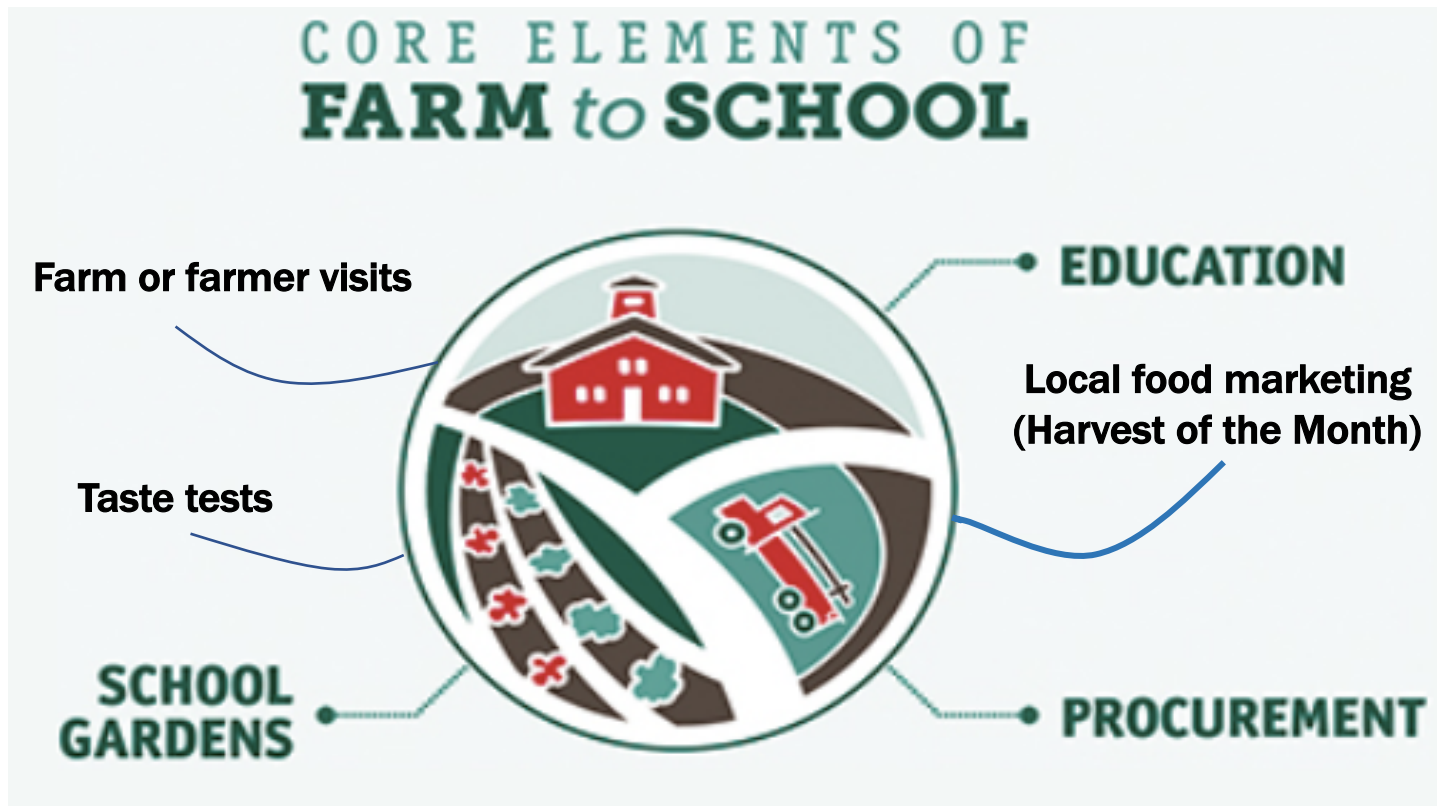 CORE ELEMENTS OF
FARM to SCHOOL
Farm or farmer visits
EDUCATION
Local food marketing
(Harvest of the Month)
Taste tests
SCHOOL
GARDENS
PROCUREMENT